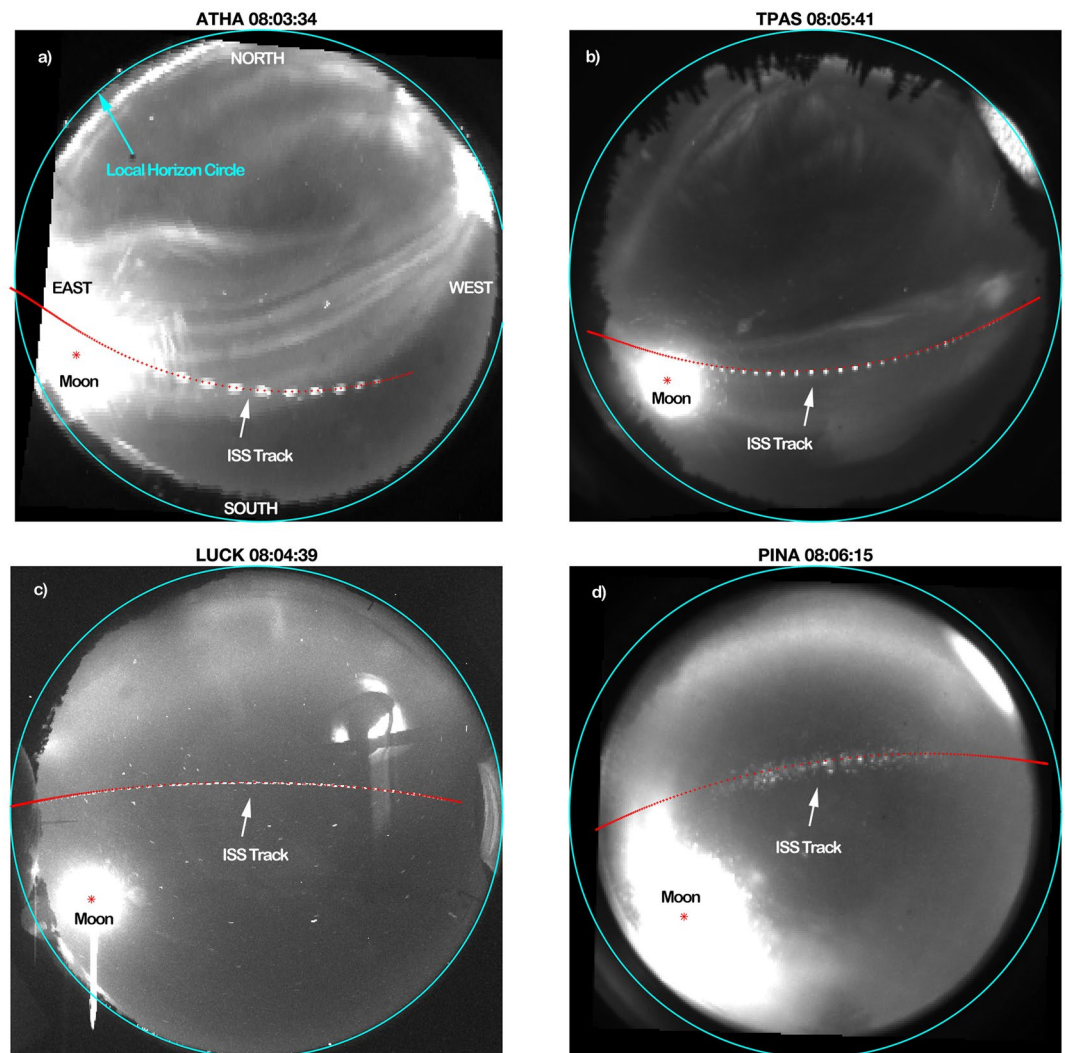 ATHA 08:03:34
a)
NORTH
Local Horizon Circle
EAST
WEST
Moon
ISS Track
SOUTH
TPAS 08:05:41
b)
Moon
ISS Track
LUCK 08:04:39
c)
ISS Track
Moon
PINA 08:06:15
d)
ISS Track
Moon